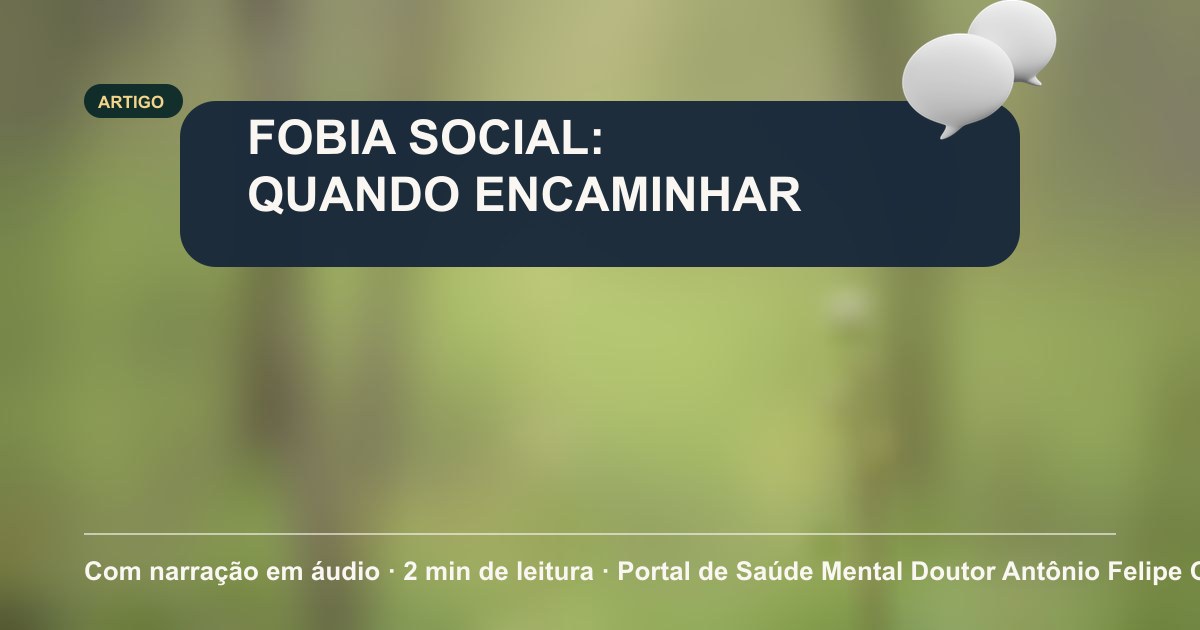 ARTIGO
FOBIA SOCIAL:
QUANDO ENCAMINHAR
Com narração em áudio · 2 min de leitura · Portal de Saúde Mental Doutor Antônio Felipe